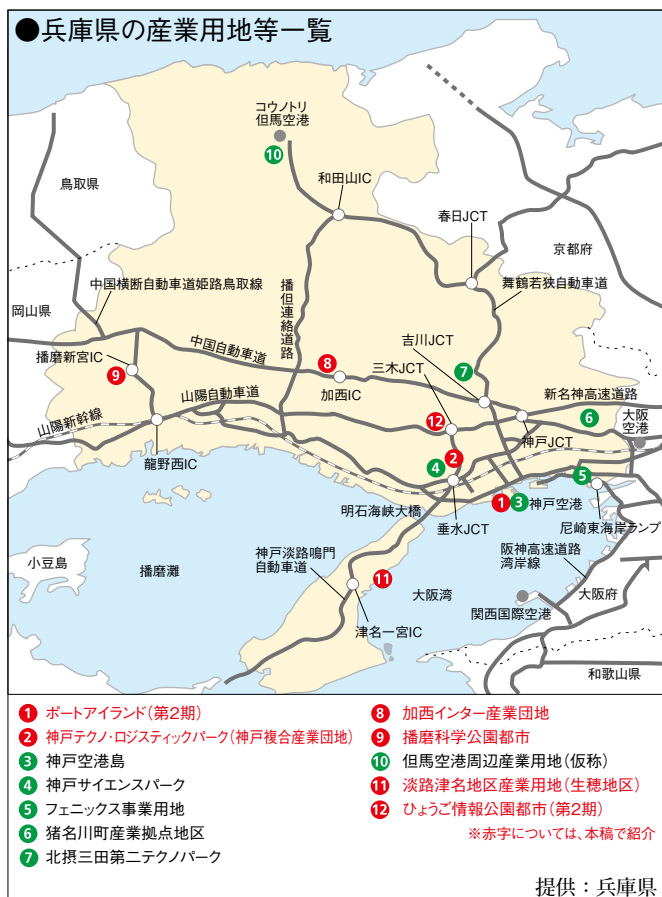 ●兵庫県の産業用地等一覧
コウノトリ
但馬空港
10
鳥取県
和田山IC
春日JCT
京都府
中国横断自動車道姫路鳥取線
播但連絡道路
舞鶴若狭自動車道
岡山県
中国自動車道
吉川JCT
播磨新宮IC
8
三木JCT
7
9
加西IC
新名神高速道路
山陽自動車道
6
大阪
空港
山陽新幹線
12
神戸JCT
龍野西IC
4
2
5
1
3
神戸空港
明石海峡大橋
垂水JCT
尼崎東海岸ランプ
小豆島
播磨灘
神戸淡路鳴門
自動車道
11
大阪湾
阪神高速道路
湾岸線
大阪府
関西国際空港
津名一宮IC
和歌山県
1 ポートアイランド(第2期)
2 神戸テクノ・ロジスティックパーク(神戸複合産業団地)
3 神戸空港島
4 神戸サイエンスパーク
5 フェニックス事業用地
6 猪名川町産業拠点地区
7 北摂三田第二テクノパーク
8 加西インター産業団地
9 播磨科学公園都市
10 但馬空港周辺産業用地(仮称)
11 淡路津名地区産業用地(生穂地区)
12 ひょうご情報公園都市(第2期)
※赤字については、本稿で紹介
提供:兵庫県